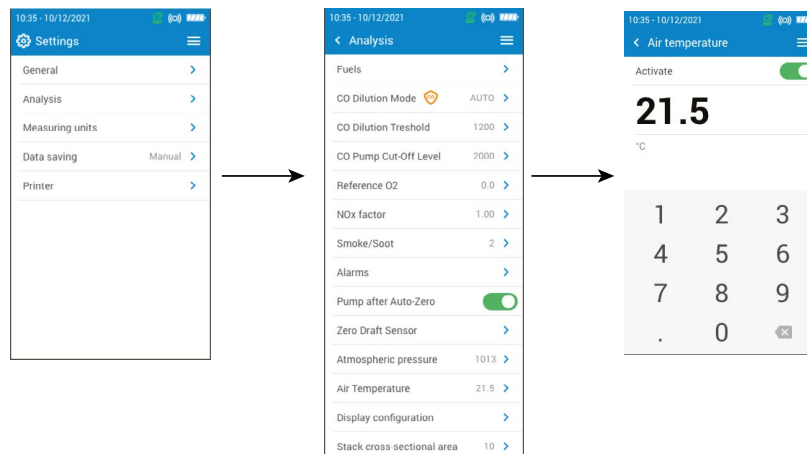 10:35 - 10/12/2021
Settings
General
Analysis
Measuring units
Data saving Manual
Printer
10:35 - 10/12/2021
Analysis
Fuels
CO Dilution Mode CO AUTO
CO Dilution Treshold 1200
CO Pump Cut-Off Level 2000
Reference O2 0.0
NOx factor 1.00
Smoke/Soot 2
Alarms
Pump after Auto-Zero
Zero Draft Sensor
Atmospheric pressure 1013
Air Temperature 21.5
Display configuration
Stack cross-sectional area 10
10:35 - 10/12/2021
Air temperature
Activate
21.5
°C
1 2 3
4 5 6
7 8 9
. 0